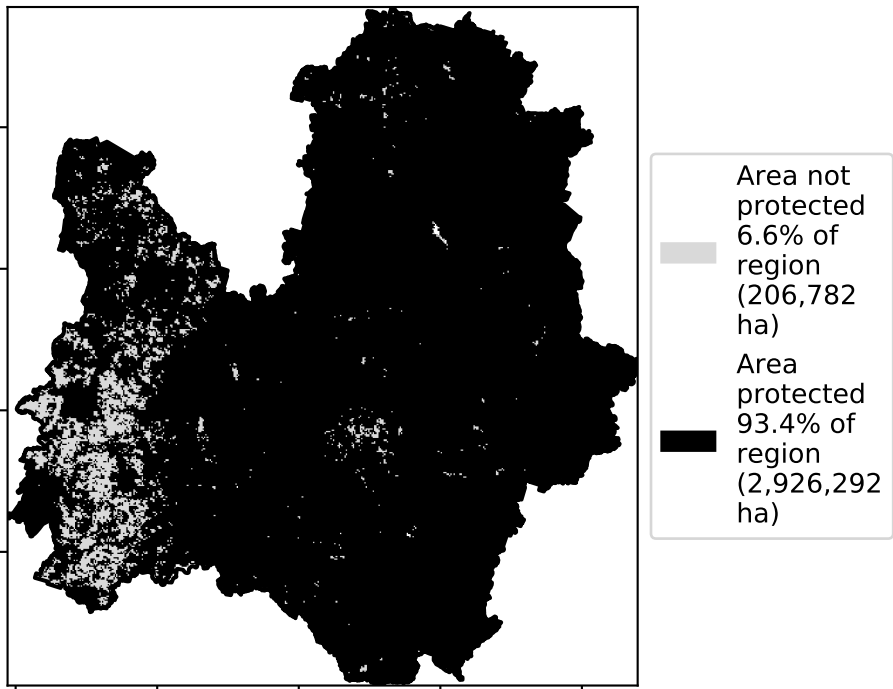 Area not
protected
6.6% of
region
(206,782
ha)
Area
protected
93.4% of
region
(2,926,292
ha)